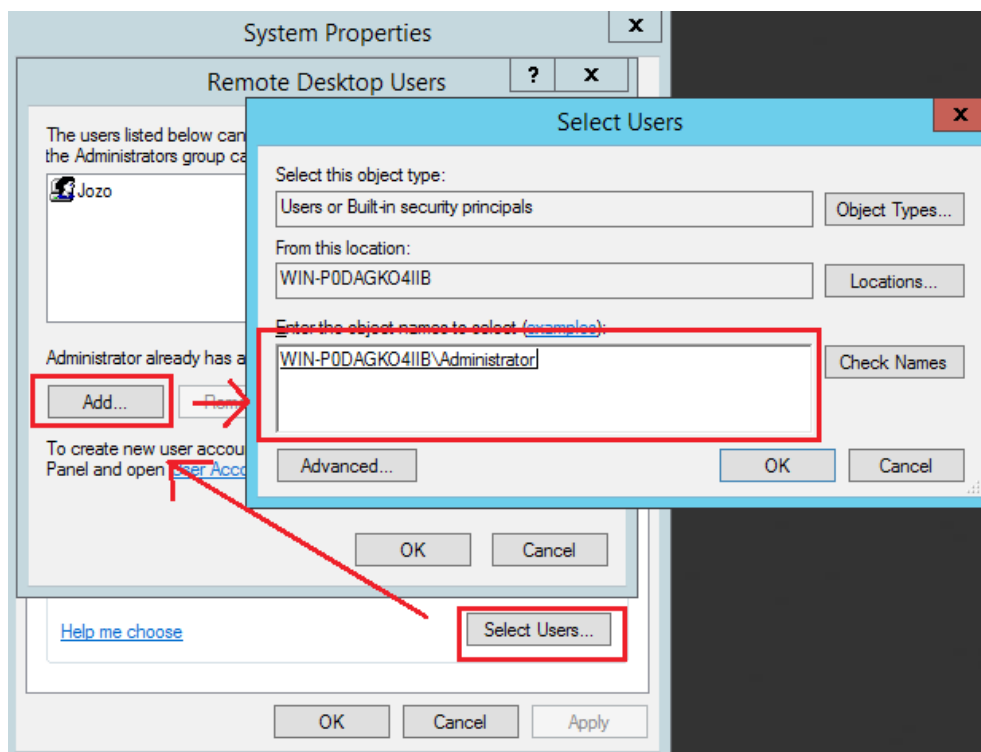 System Properties
x
Remote Desktop Users
?
x
Select Users
x
The users listed below can
the Administrators group ca
Jozo
Select this object type:
Users or Built-in security principals
Object Types...
From this location:
WIN-P0DAGKO4IIB
Locations...
Enter the object names to select (examples):
WIN-P0DAGKO4IIB\Administrator
Check Names
Administrator already has a
Add...
Rem
To create new user accou
Panel and open User Acco
Advanced...
OK
Cancel
OK
Cancel
Help me choose
Select Users...
OK
Cancel
Apply